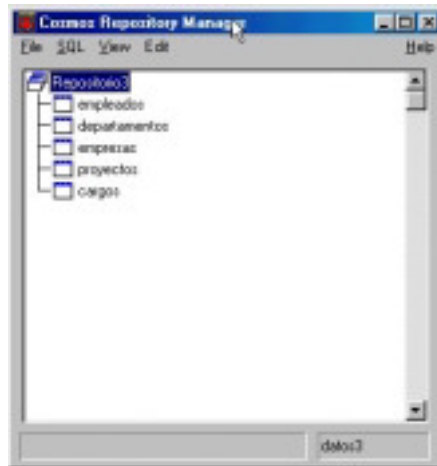 Cosmos Repository Manager
File SQL View Edit Help
Repositorio3
empleados
departamentos
empresas
proyectos
cargos
datos3